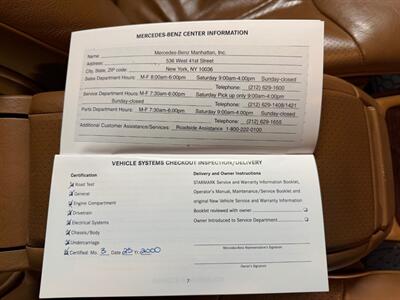 MERCEDES-BENZ CENTER INFORMATION
Name Mercedes-Benz Manhattan, Inc.
Address: 536 West 41st Street
City, State, ZIP code: New York, NY 10036
Sales Department Hours: M-F 8:00am-6:00pm Saturday 9:00am-4:00pm Sunday-closed
Telephone: (212) 629-1600
Service Department Hours: M-F 7:30am-6:00pm Saturday Pick up only 9:00am-4:00pm
Sunday-closed Telephone: (212) 629-1408/1421
Parts Department Hours: M-F 7:30am-6:00pm Saturday 9:00am-4:00pm Sunday-closed
Telephone: (212) 629-1655
Additional Customer Assistance/Services: Roadside Assistance 1-800-222-0100
VEHICLE SYSTEMS CHECKOUT INSPECTION/DELIVERY
Certification
Road Test
General
Engine Compartment
Drivetrain
Electrical Systems
Chassis/Body
Undercarriage
Certified: Mo. 3 Date 25 Yr. 2000
Delivery and Owner Instructions
STARMARK Service and Warranty Information
Booklet, Operator's Manual, Maintenance/Service Booklet and
original New Vehicle Service and Warranty Information
Booklet reviewed with owner
Owner Introduced to Service Department
Mercedes-Benz Representative's Signature
Owner's Signature
7